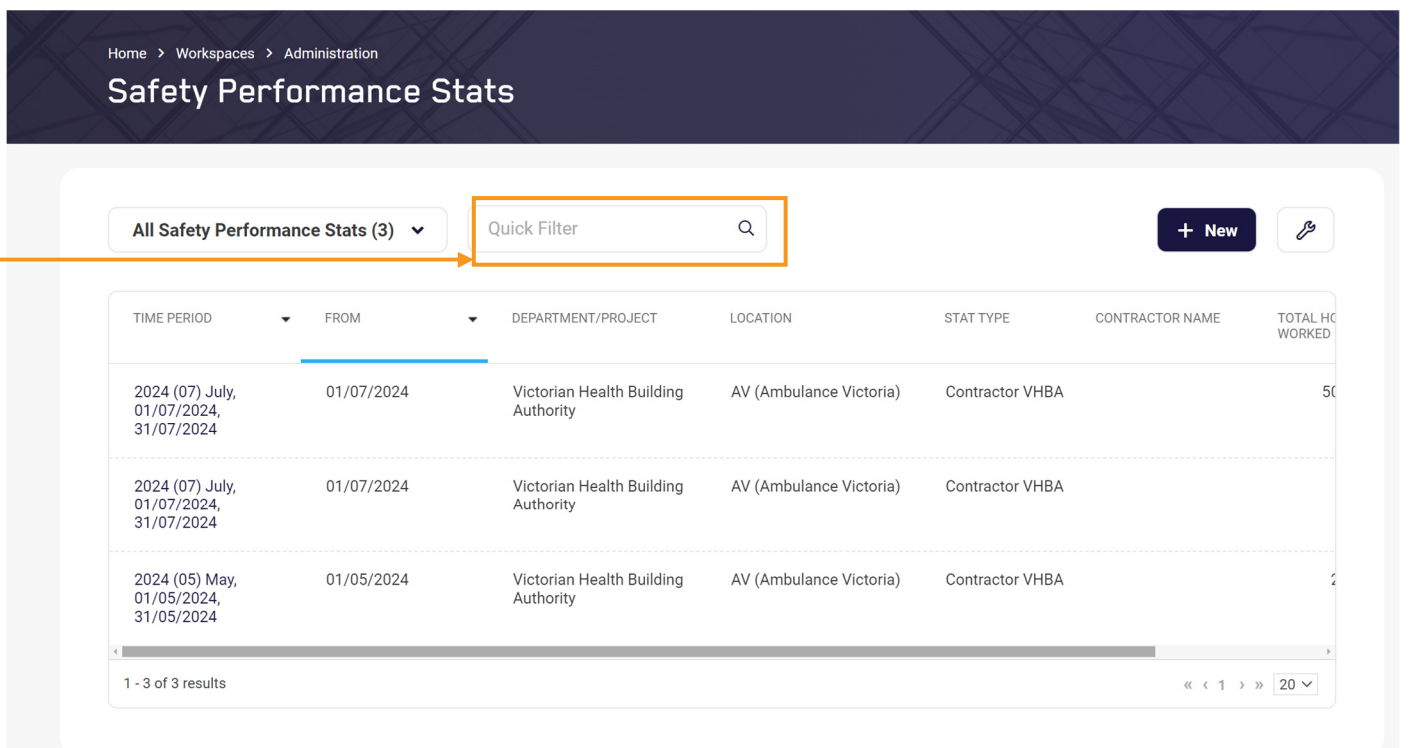 Home > Workspaces > Administration
Safety Performance Stats
All Safety Performance Stats (3)
Quick Filter
+ New
TIME PERIOD FROM DEPARTMENT/PROJECT LOCATION STAT TYPE CONTRACTOR NAME TOTAL
WORKED
2024 (07) July, 01/07/2024 Victorian Health Building AV (Ambulance Victoria) Contractor VHBA
01/07/2024, Authority
31/07/2024
2024 (07) July, 01/07/2024 Victorian Health Building AV (Ambulance Victoria) Contractor VHBA
01/07/2024, Authority
31/07/2024
2024 (05) May, 01/05/2024 Victorian Health Building AV (Ambulance Victoria) Contractor VHBA
01/05/2024, Authority
31/05/2024
1 - 3 of 3 results « ‹ 1 › » 20